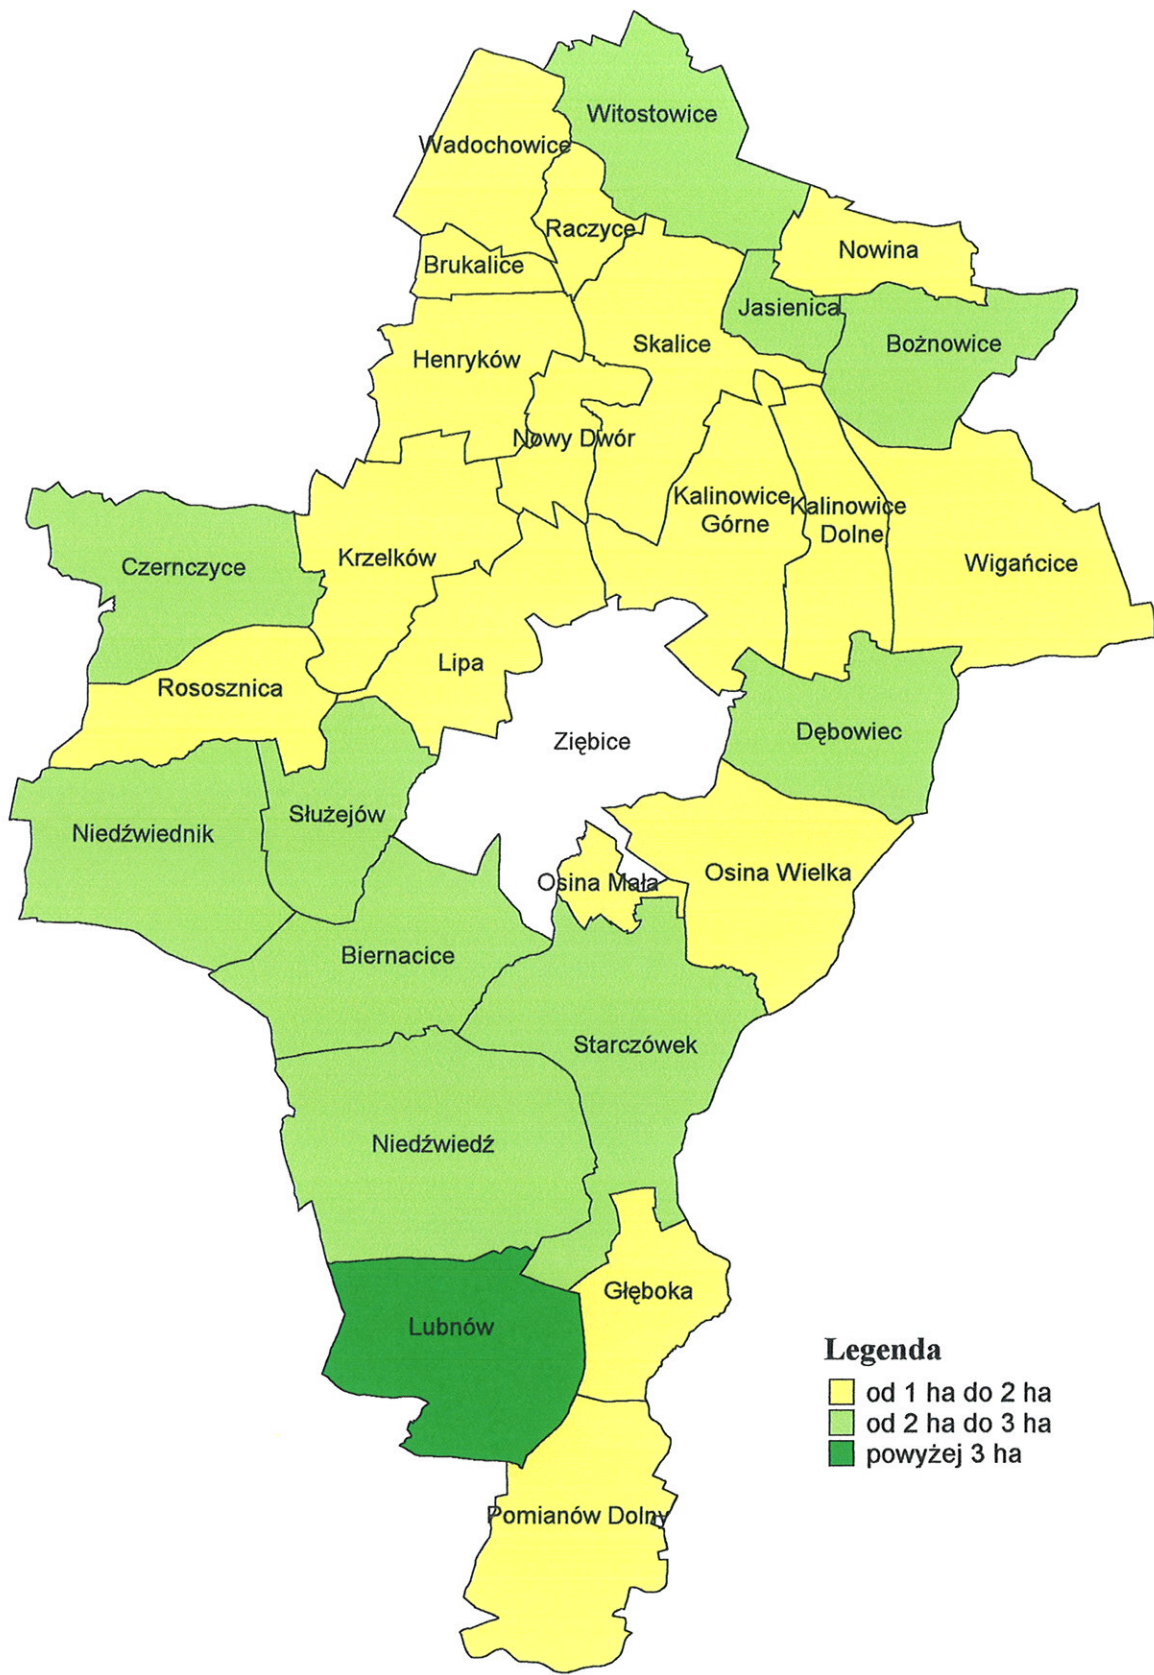 Witostowice
Wadochowice
Raczyce
Nowina
Brukalice
Jasienica
Skalice
Bożnowice
Henryków
Nowy Dwór
Kalinowice
Górne
Kalinowice
Dolne
Krzelków
Wigańcice
Czernczyce
Lipa
Rososznica
Ziębice
Dębowiec
Służejów
Niedźwiednik
Osina Mała
Osina Wielka
Biernacice
Starczówek
Niedźwiedź
Głęboka
Lubnów
Legenda
od 1 ha do 2 ha
od 2 ha do 3 ha
powyżej 3 ha
Pomianów Dolny